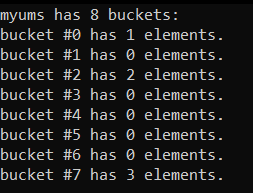 myums has 8 buckets:
bucket #0 has 1 elements.
bucket #1 has 0 elements.
bucket #2 has 2 elements.
bucket #3 has 0 elements.
bucket #4 has 0 elements.
bucket #5 has 0 elements.
bucket #6 has 0 elements.
bucket #7 has 3 elements.